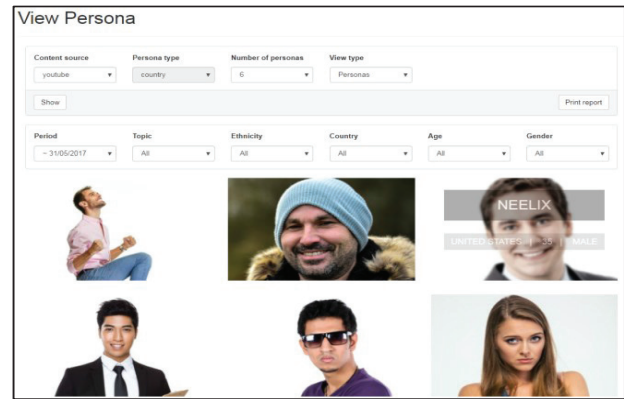 View Persona
Content source Persona type Number of personas View type
youtube country 6 Personas
Show Print report
Period Topic Ethnicity Country Age Gender
~ 31/05/2017 All All All All All
NEELIX
UNITED STATES | 35 | MALE